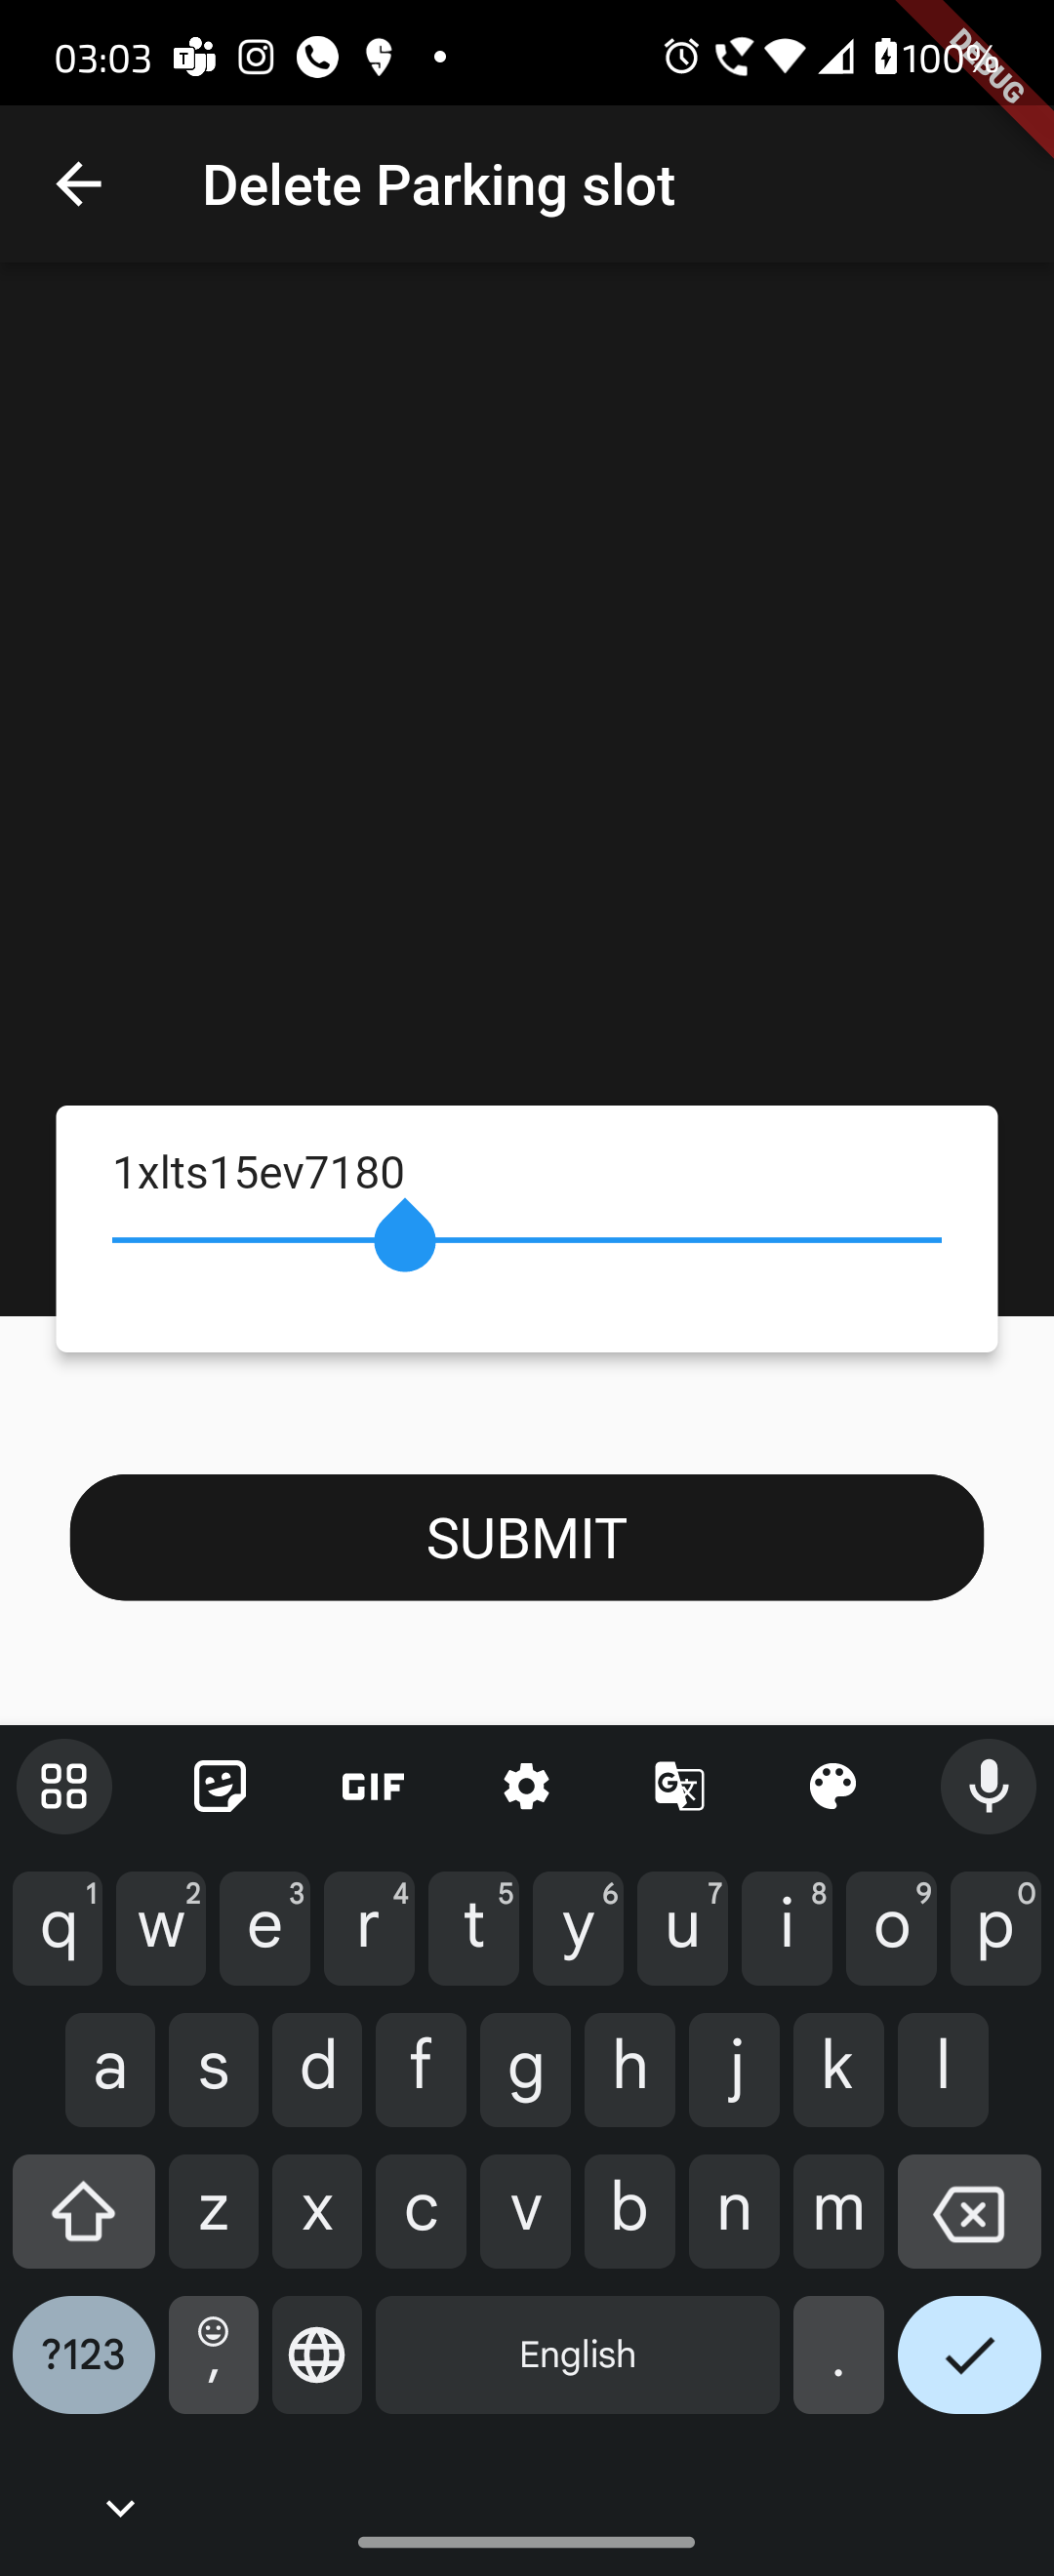 03:03
100%
DEBUG
Delete Parking slot
1xlts15ev7180
SUBMIT
GIF
q1 w2 e3 r4 t5 y6 u7 i8 o9 p0
a s d f g h j k l
z x c v b n m
?123 , English .